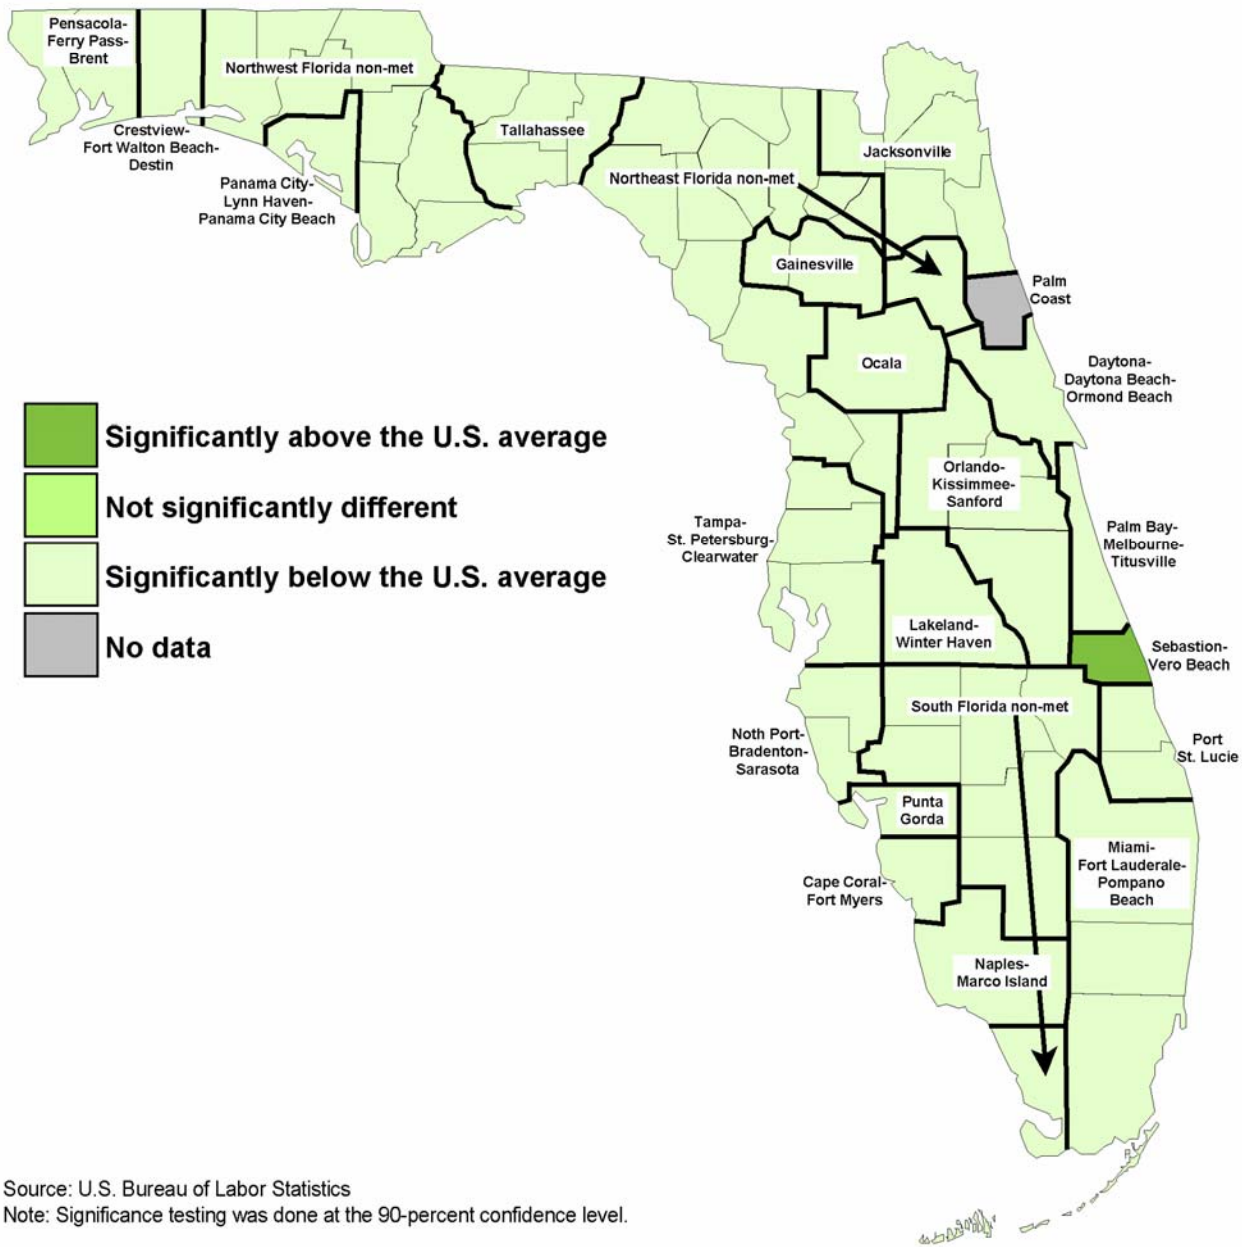 Pensacola-
Ferry Pass-
Brent
Northwest Florida non-met
Crestview-
Fort Walton Beach-
Destin
Tallahassee
Jacksonville
Panama City-
Lynn Haven-
Panama City Beach
Northeast Florida non-met
Gainesville
Palm
Coast
Ocala
Daytona-
Daytona Beach-
Ormond Beach
Significantly above the U.S. average
Not significantly different
Significantly below the U.S. average
No data
Orlando-
Kissimmee-
Sanford
Tampa-
St. Petersburg-
Clearwater
Palm Bay-
Melbourne-
Titusville
Lakeland-
Winter Haven
Sebastion-
Vero Beach
South Florida non-met
Noth Port-
Bradenton-
Sarasota
Port
St. Lucie
Punta
Gorda
Miami-
Fort Lauderale-
Pompano
Beach
Cape Coral-
Fort Myers
Naples-
Marco Island
Source: U.S. Bureau of Labor Statistics
Note: Significance testing was done at the 90-percent confidence level.